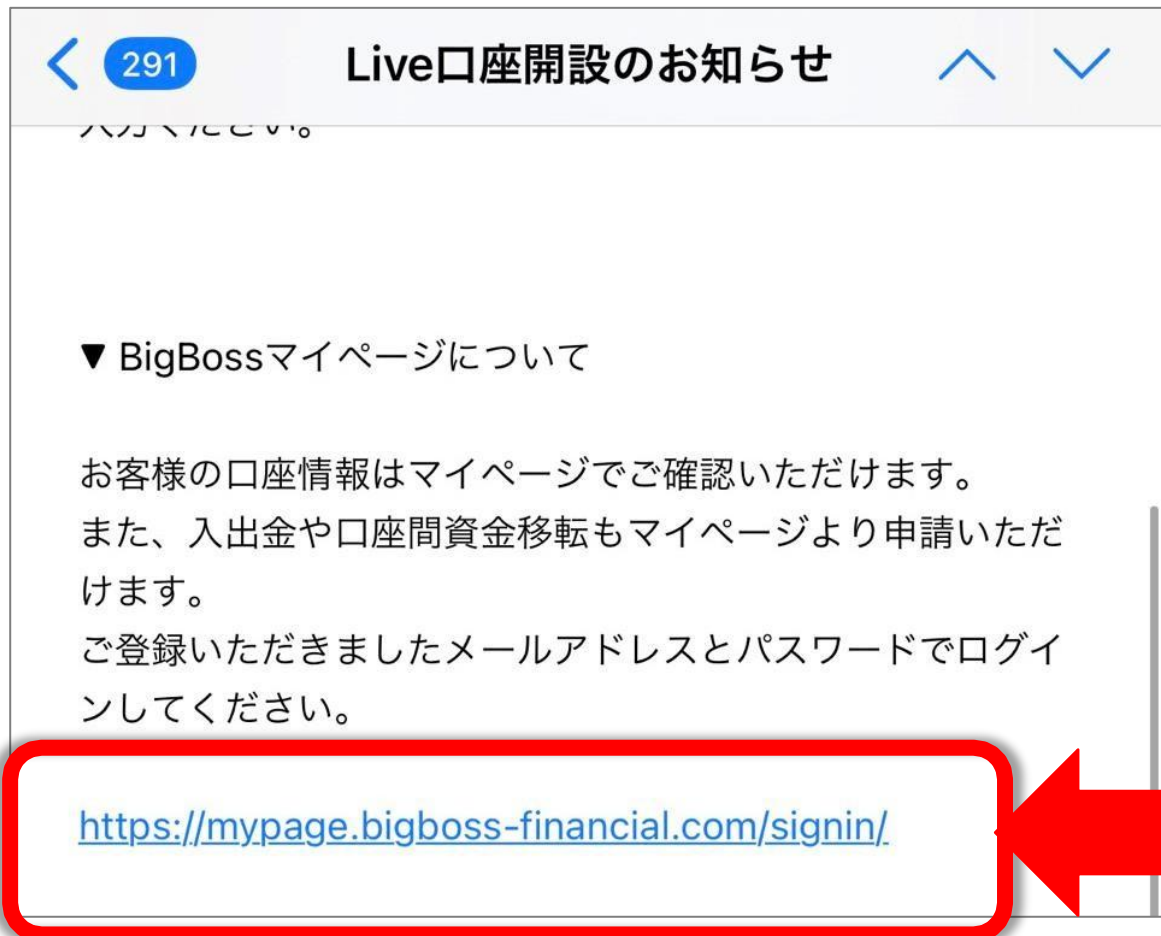 291
Live口座開設のお知らせ
入力ください。
▼ BigBossマイページについて
お客様の口座情報はマイページでご確認いただけます。
また、入出金や口座間資金移転もマイページより申請いただ
けます。
ご登録いただきましたメールアドレスとパスワードでログイ
ンしてください。
https://mypage.bigboss-financial.com/signin/